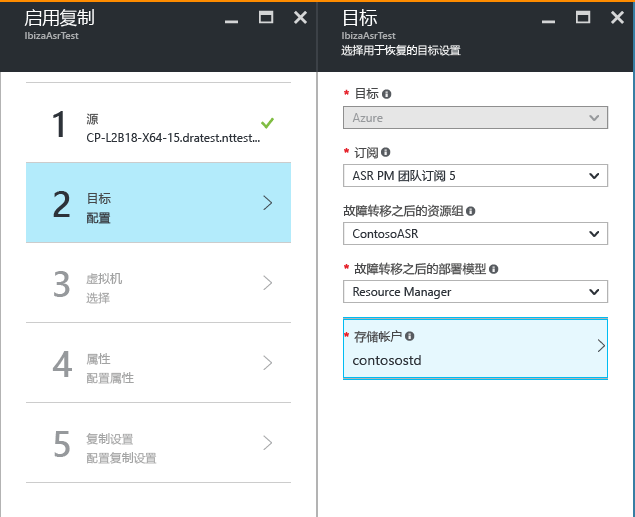 启用复制
IbizaAsrTest
1
源
CP-L2B18-X64-15.dratest.nttest...
2
目标
配置
3
虚拟机
选择
4
属性
配置属性
5
复制设置
配置复制设置
目标
IbizaAsrTest
选择用于恢复的目标设置
* 目标
Azure
* 订阅
ASR PM 团队订阅 5
故障转移之后的资源组
ContosoASR
* 故障转移之后的部署模型
Resource Manager
* 存储帐户
contosostd